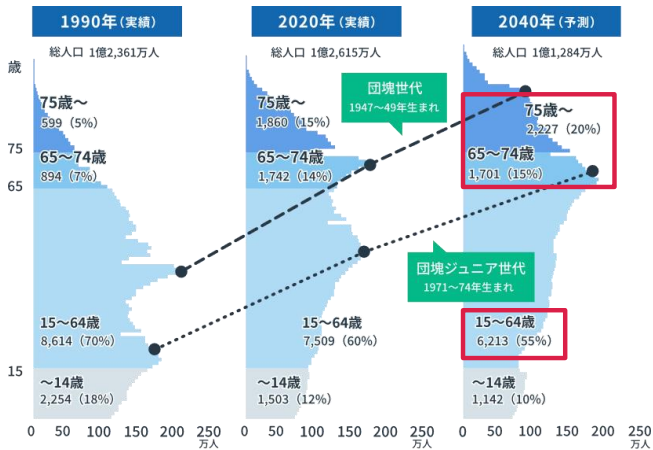 1990年（実績）
総人口 1億2,361万人
歳
75歳〜
599（5%）
75
65〜74歳
894（7%）
65
15〜64歳
8,614（70%）
15
〜14歳
2,254（18%）
0 50 100 150 200 250
万人
2020年（実績）
総人口 1億2,615万人
75歳〜
1,860（15%）
65〜74歳
1,742（14%）
15〜64歳
7,509（60%）
〜14歳
1,503（12%）
0 50 100 150 200 250
万人
団塊世代
1947〜49年生まれ
団塊ジュニア世代
1971〜74年生まれ
2040年（予測）
総人口 1億1,284万人
75歳〜
2,227（20%）
65〜74歳
1,701（15%）
15〜64歳
6,213（55%）
〜14歳
1,142（10%）
0 50 100 150 200 250
万人